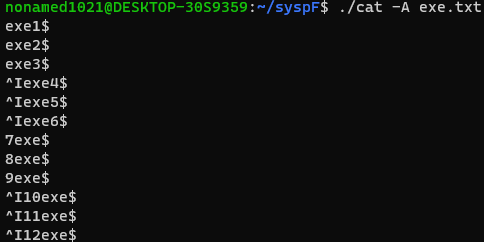 nonamed1021@DESKTOP-30S9359:~/syspF$ ./cat -A exe.txt
exe1$
exe2$
exe3$
^Iexe4$
^Iexe5$
^Iexe6$
7exe$
8exe$
9exe$
^I10exe$
^I11exe$
^I12exe$